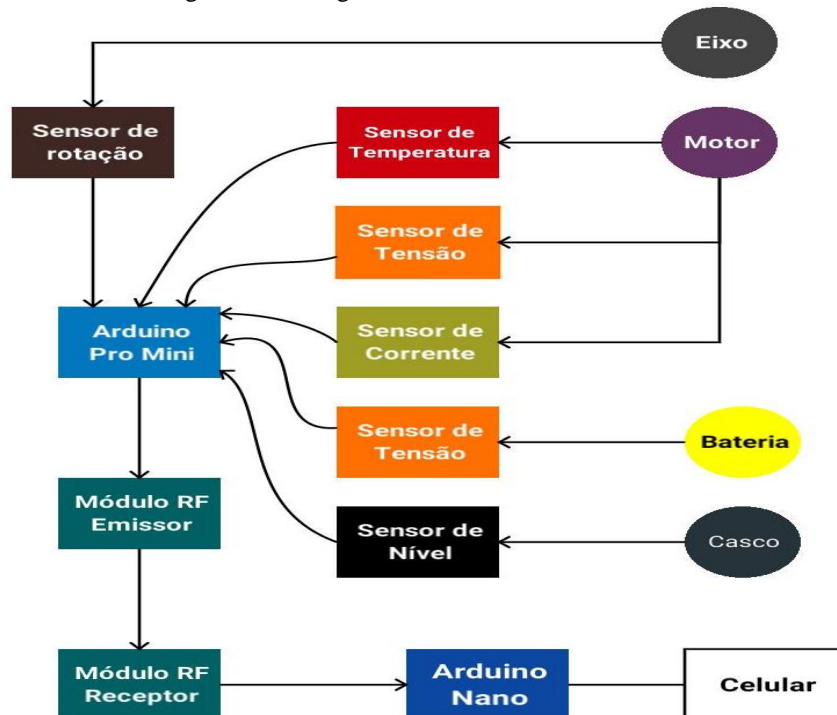 Eixo
Sensor de
rotação
Sensor de
Temperatura
Motor
Sensor de
Tensão
Arduino
Pro Mini
Sensor de
Corrente
Sensor de
Tensão
Bateria
Módulo RF
Emissor
Sensor de
Nível
Casco
Módulo RF
Receptor
Arduino
Nano
Celular